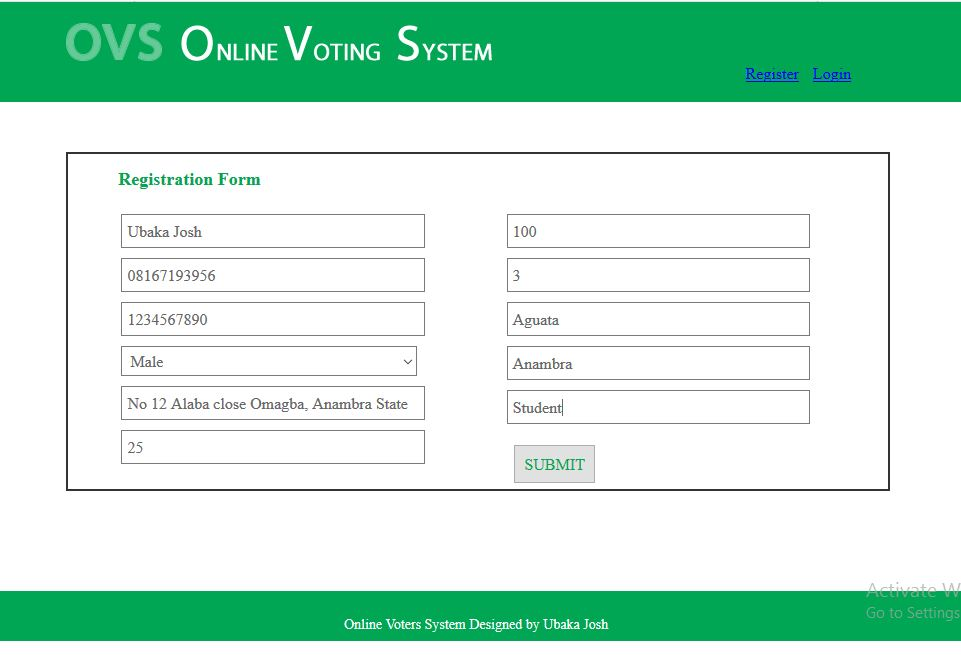 OVS ONLINE VOTING SYSTEM
Register Login
Registration Form
Ubaka Josh
08167193956
1234567890
Male
No 12 Alaba close Omagba, Anambra State
25
100
3
Aguata
Anambra
Student
SUBMIT
Activate W
Go to Settings
Online Voters System Designed by Ubaka Josh